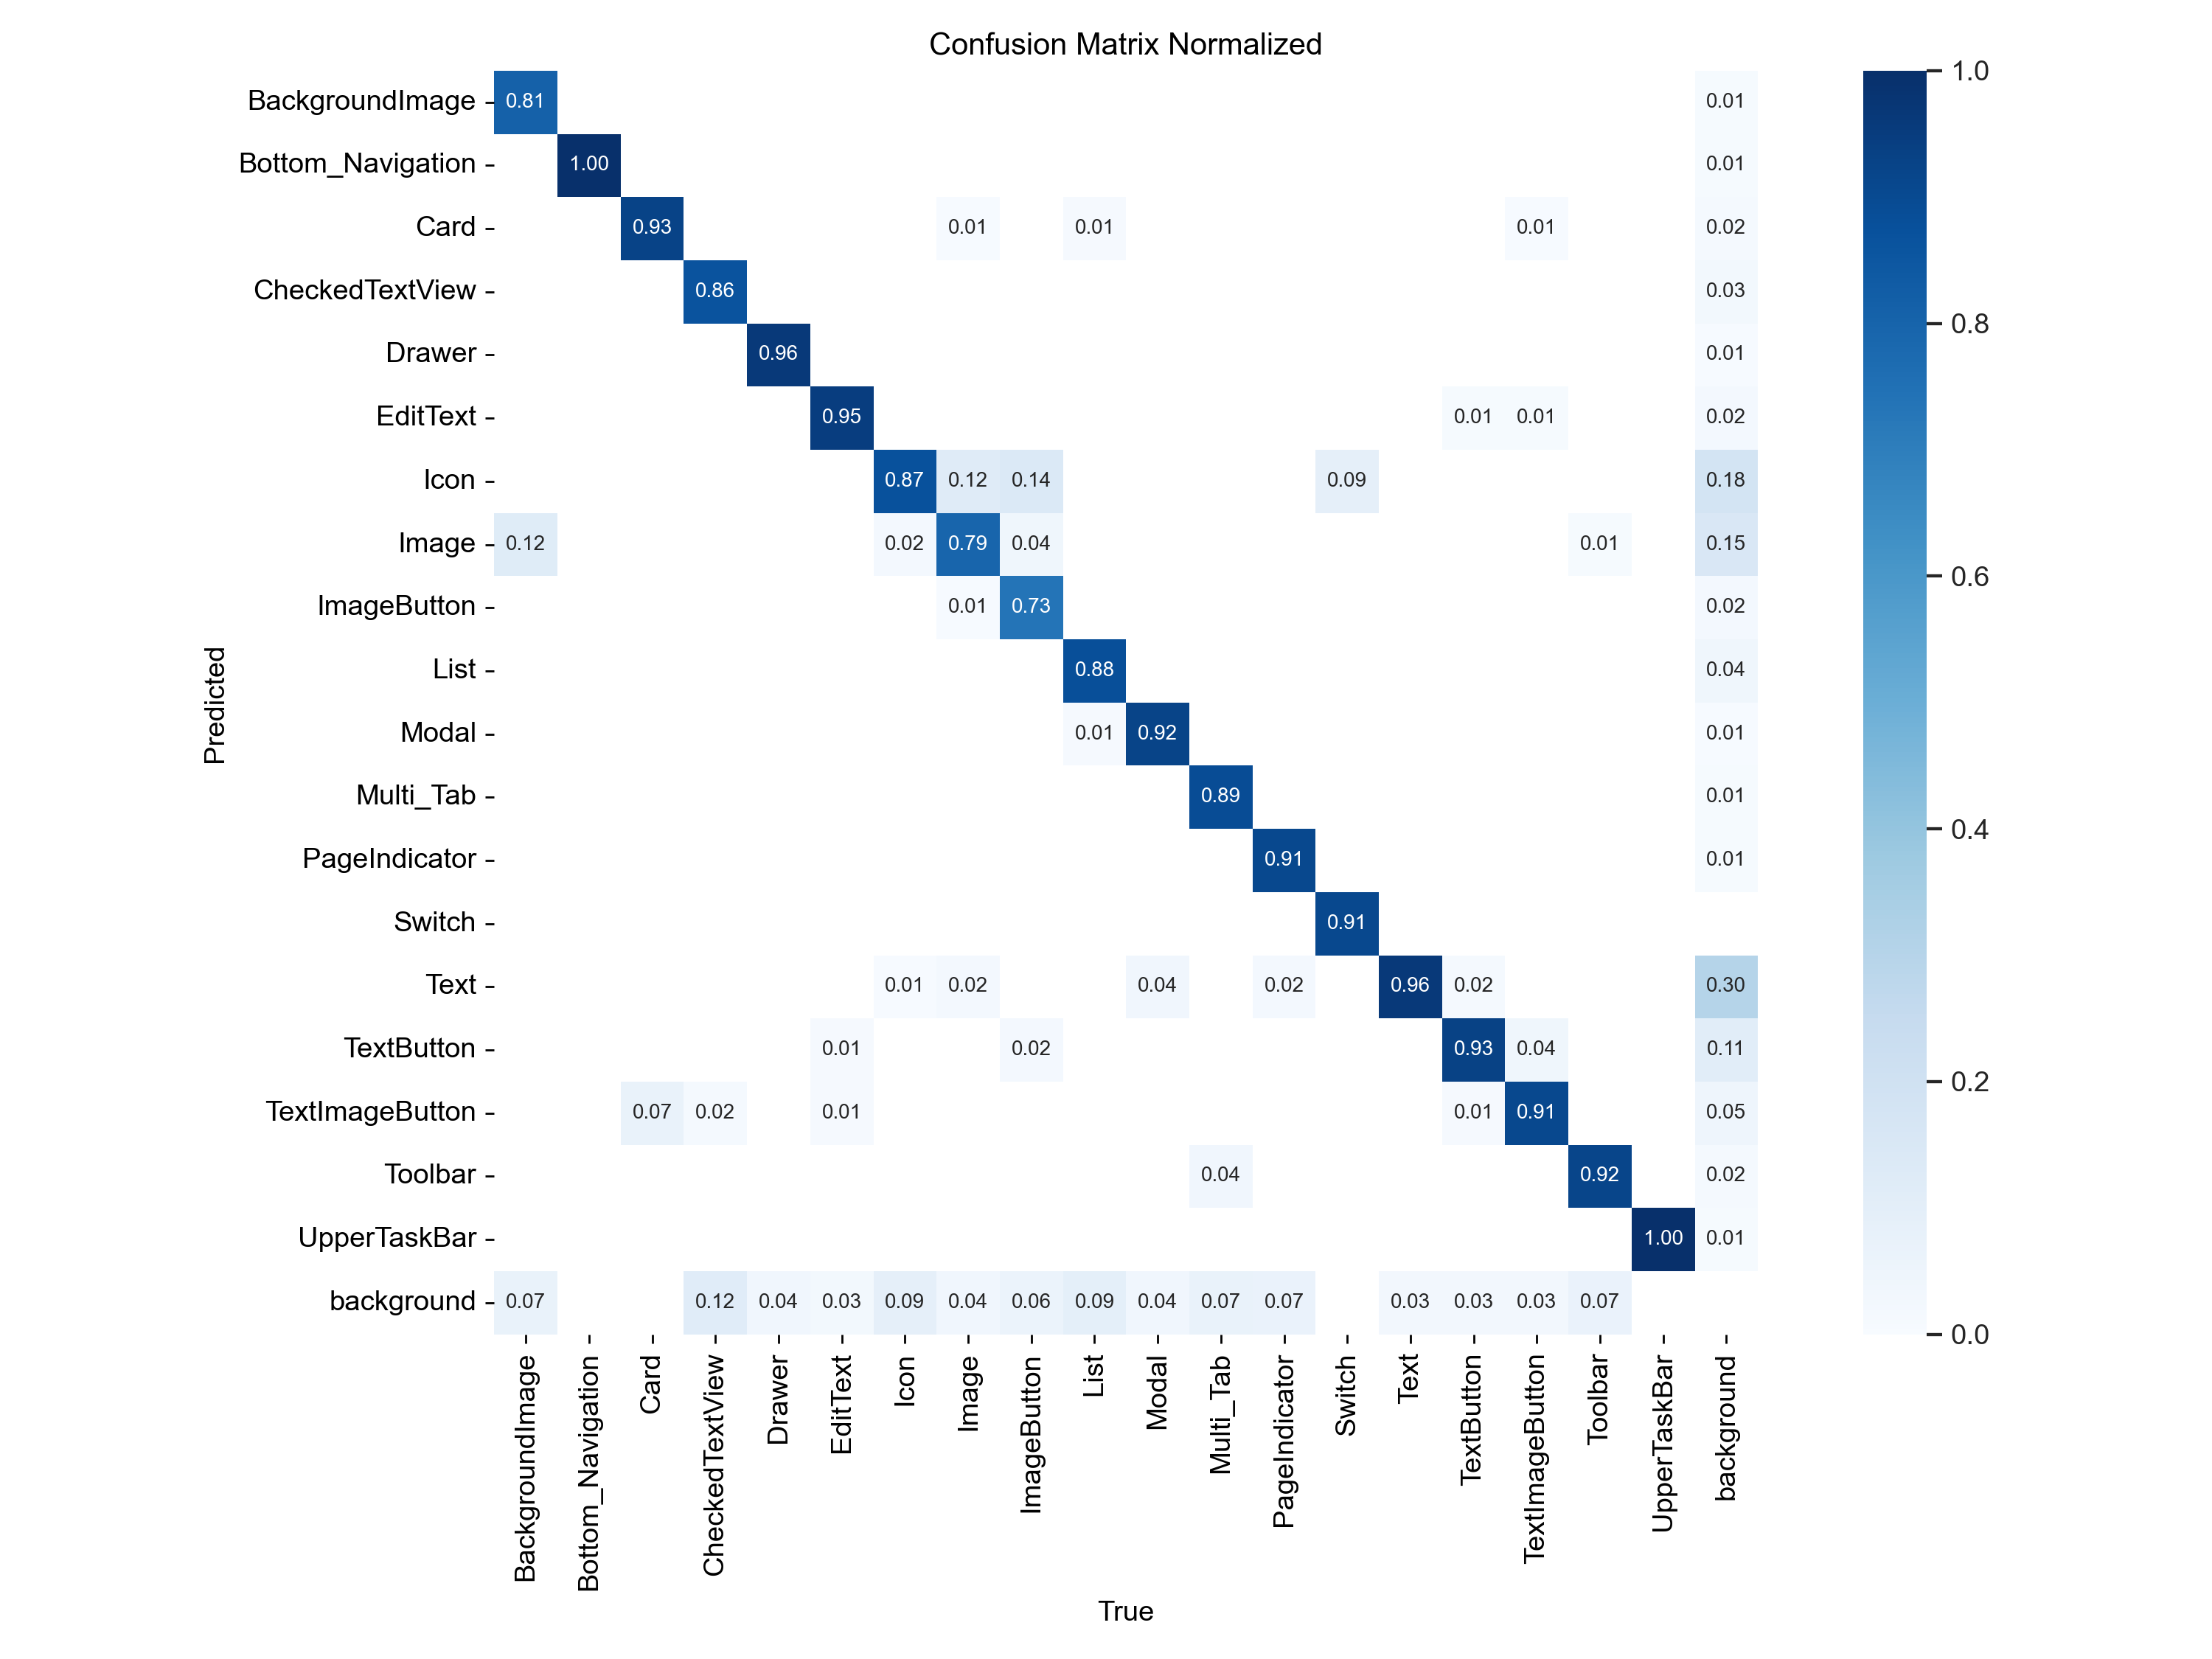 Confusion Matrix Normalized
BackgroundImage 0.81 0.01 1.0
Bottom_Navigation 1.00 0.01
Card 0.93 0.01 0.01 0.01 0.02
CheckedTextView 0.86 0.03
0.8
Drawer 0.96 0.01
EditText 0.95 0.01 0.01 0.02
Icon 0.87 0.12 0.14 0.09 0.18
Image 0.12 0.02 0.79 0.04 0.01 0.15
0.6
ImageButton 0.01 0.73 0.02
List 0.88 0.04
Predicted
Modal 0.01 0.92 0.01
Multi_Tab 0.89 0.01
0.4
PageIndicator 0.91 0.01
Switch 0.91
Text 0.01 0.02 0.04 0.02 0.96 0.02 0.30
TextButton 0.01 0.02 0.93 0.04 0.11
0.2
TextImageButton 0.07 0.02 0.01 0.01 0.91 0.05
Toolbar 0.04 0.92 0.02
UpperTaskBar 1.00 0.01
background 0.07 0.12 0.04 0.03 0.09 0.04 0.06 0.09 0.04 0.07 0.07 0.03 0.03 0.03 0.07
0.0
BackgroundImage
Bottom_Navigation
Card
CheckedTextView
Drawer
EditText
Icon
Image
ImageButton
List
Modal
Multi_Tab
PageIndicator
Switch
Text
TextButton
TextImageButton
Toolbar
UpperTaskBar
background
True